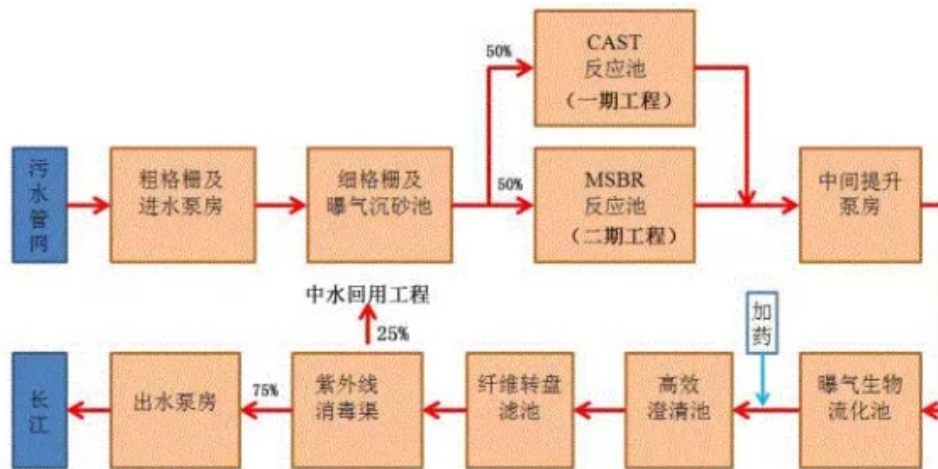 污水管网
粗格栅及
进水泵房
细格栅及
曝气沉砂池
50%
CAST
反应池
（一期工程）
50%
MSBR
反应池
（二期工程）
中间提升
泵房
加药
曝气生物
流化池
高效
澄清池
纤维转盘
滤池
紫外线
消毒渠
中水回用工程
25%
75%
出水泵房
长江